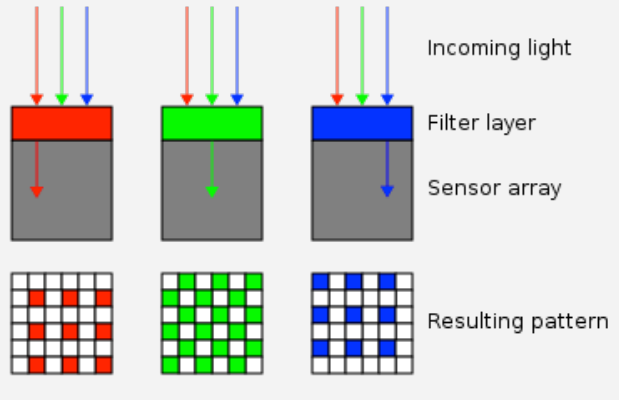 Incoming light
Filter layer
Sensor array
Resulting pattern